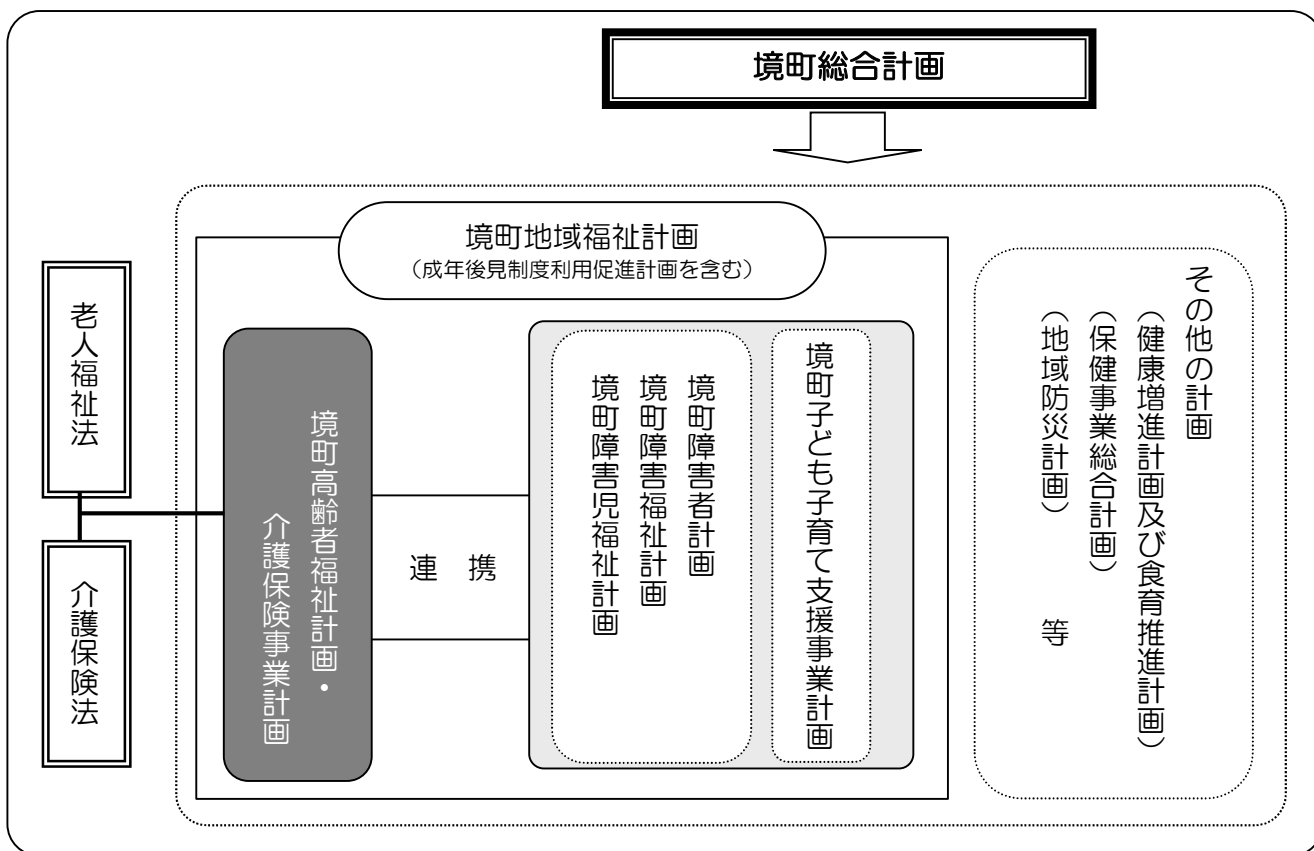 境町総合計画
境町地域福祉計画
（成年後見制度利用促進計画を含む）
老人福祉法
介護保険法
境町高齢者福祉計画・
介護保険事業計画
連　携
境町障害者計画
境町障害福祉計画
境町障害児福祉計画
境町子ども子育て支援事業計画
その他の計画
（健康増進計画及び食育推進計画）
（保健事業総合計画）
（地域防災計画）　　等